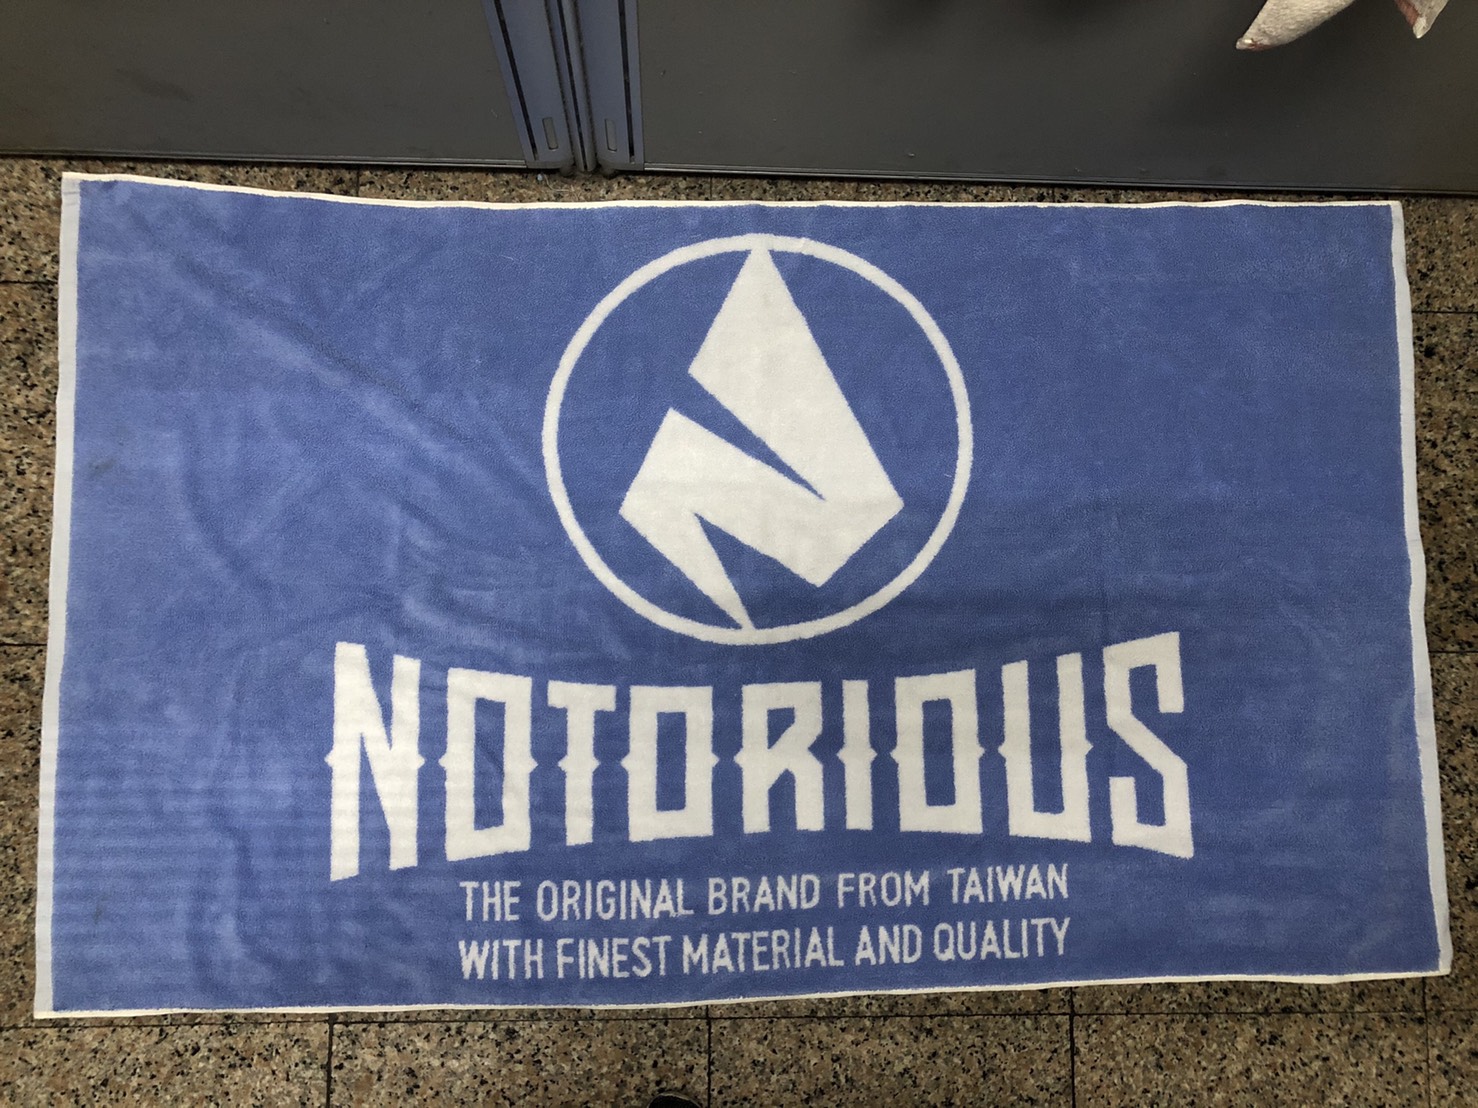 NOTORIOUS
THE ORIGINAL BRAND FROM TAIWAN
WITH FINEST MATERIAL AND QUALITY